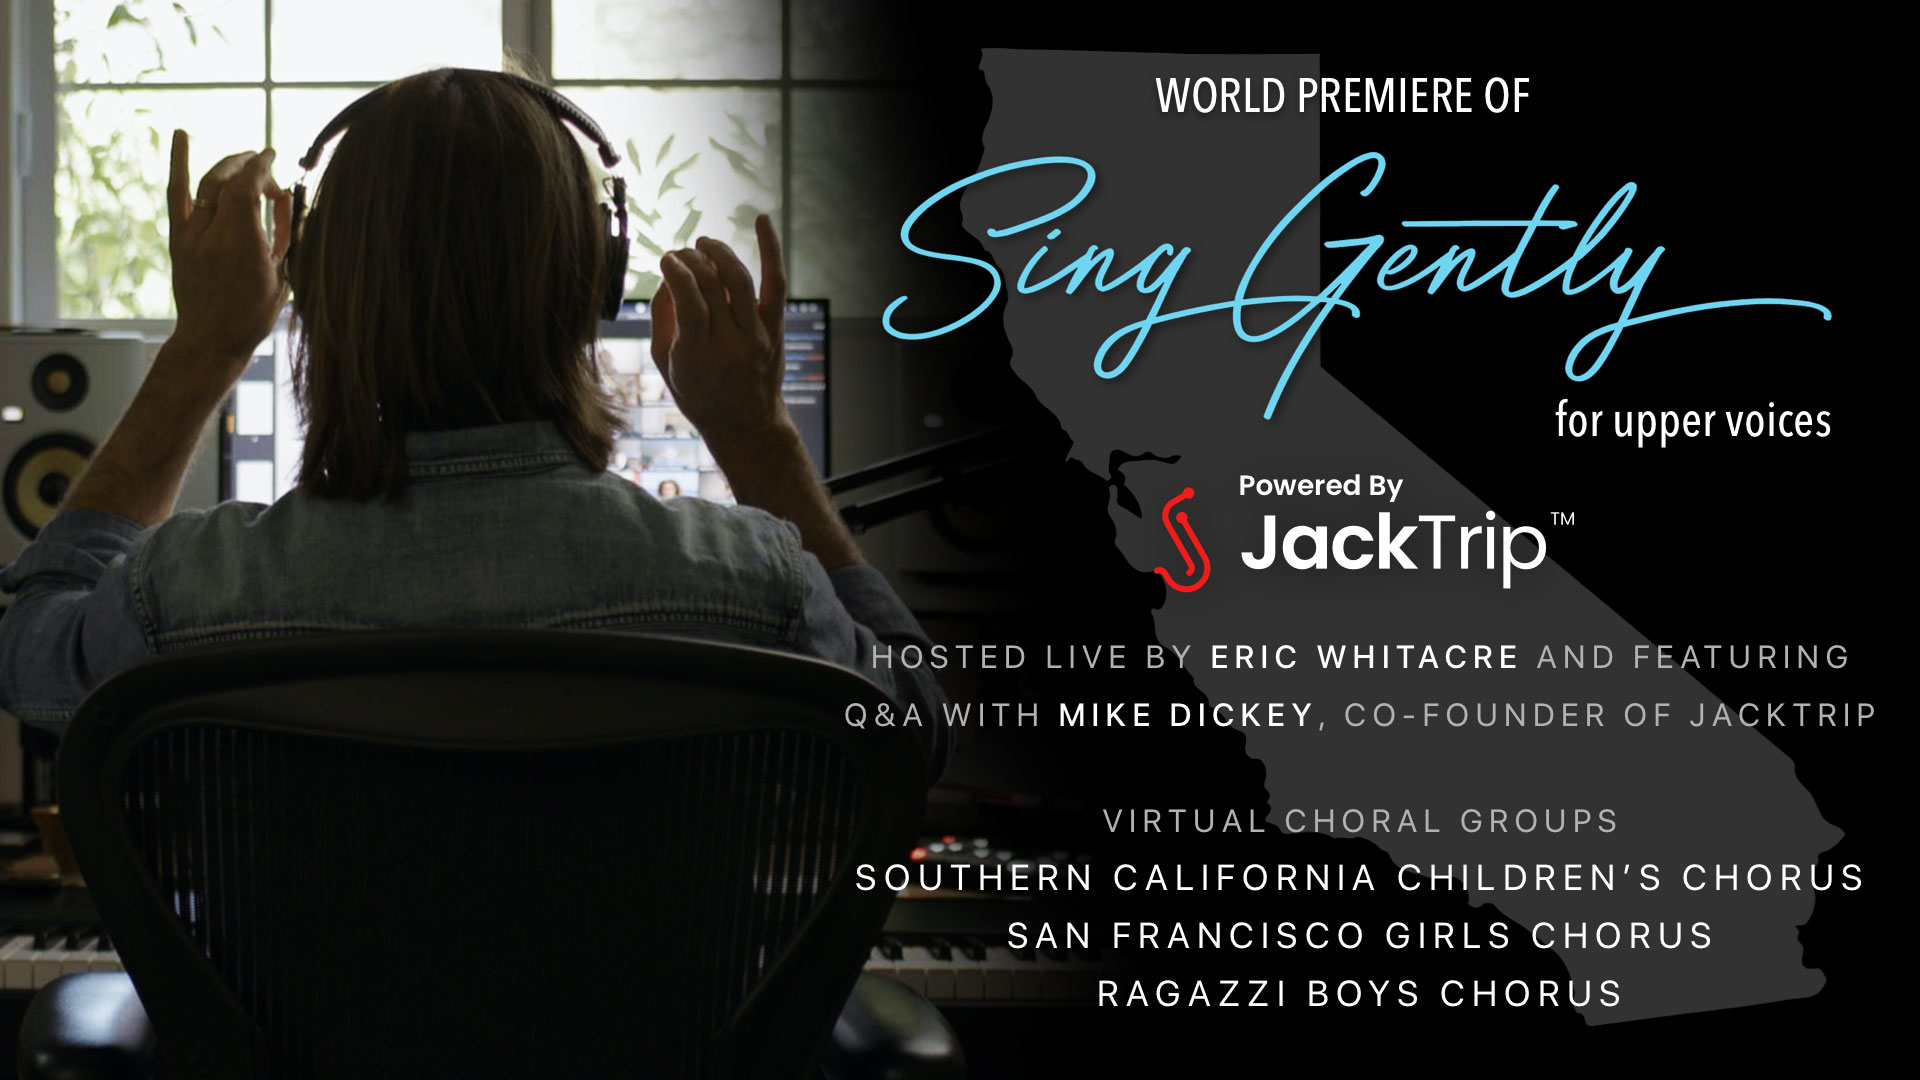 WORLD PREMIERE OF
Sing Gently
for upper voices
Powered By
JackTrip™
HOSTED LIVE BY ERIC WHITACRE AND FEATURING
Q&A WITH MIKE DICKEY, CO-FOUNDER OF JACKTRIP
VIRTUAL CHORAL GROUPS
SOUTHERN CALIFORNIA CHILDREN’S CHORUS
SAN FRANCISCO GIRLS CHORUS
RAGAZZI BOYS CHORUS